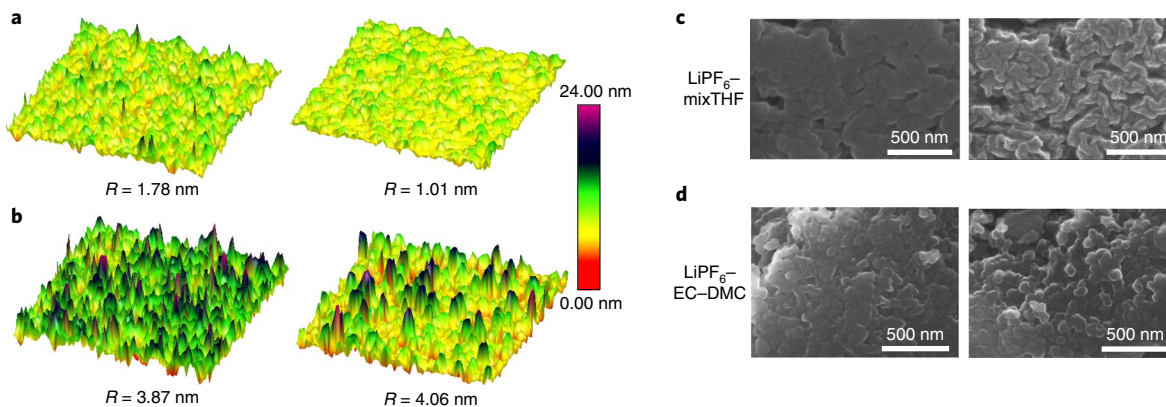 a
R = 1.78 nm
R = 1.01 nm
24.00 nm
0.00 nm
b
R = 3.87 nm
R = 4.06 nm
c
LiPF₆–
mixTHF
500 nm
500 nm
d
LiPF₆–
EC–DMC
500 nm
500 nm